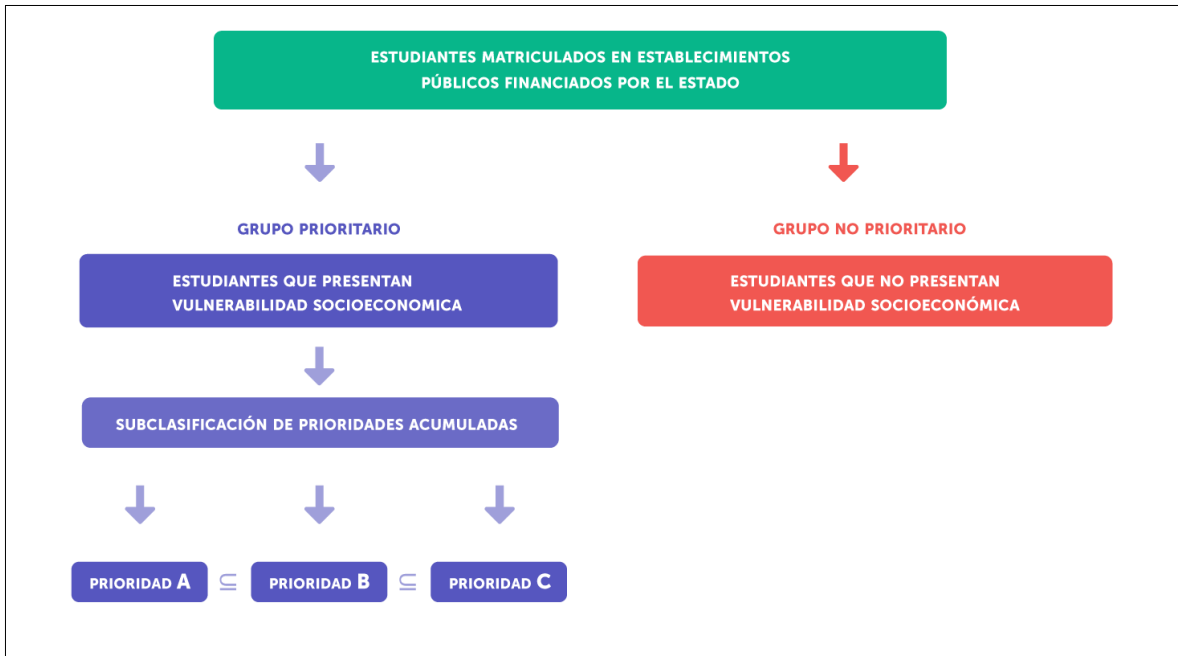 ESTUDIANTES MATRICULADOS EN ESTABLECIMIENTOS
PÚBLICOS FINANCIADOS POR EL ESTADO
GRUPO PRIORITARIO
ESTUDIANTES QUE PRESENTAN
VULNERABILIDAD SOCIOECONOMICA
GRUPO NO PRIORITARIO
ESTUDIANTES QUE NO PRESENTAN
VULNERABILIDAD SOCIOECONÓMICA
SUBCLASIFICACIÓN DE PRIORIDADES ACUMULADAS
PRIORIDAD A ⊆ PRIORIDAD B ⊆ PRIORIDAD C